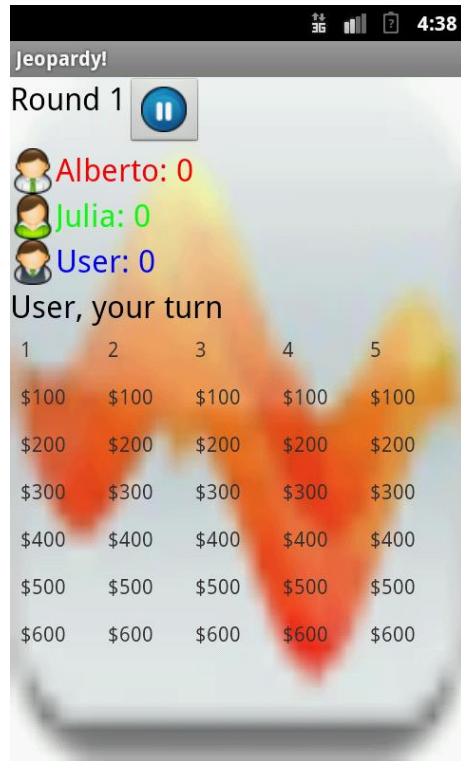 3G 4:38
Jeopardy!
Round 1
Alberto: 0
Julia: 0
User: 0
User, your turn
1 2 3 4 5
$100 $100 $100 $100 $100
$200 $200 $200 $200 $200
$300 $300 $300 $300 $300
$400 $400 $400 $400 $400
$500 $500 $500 $500 $500
$600 $600 $600 $600 $600